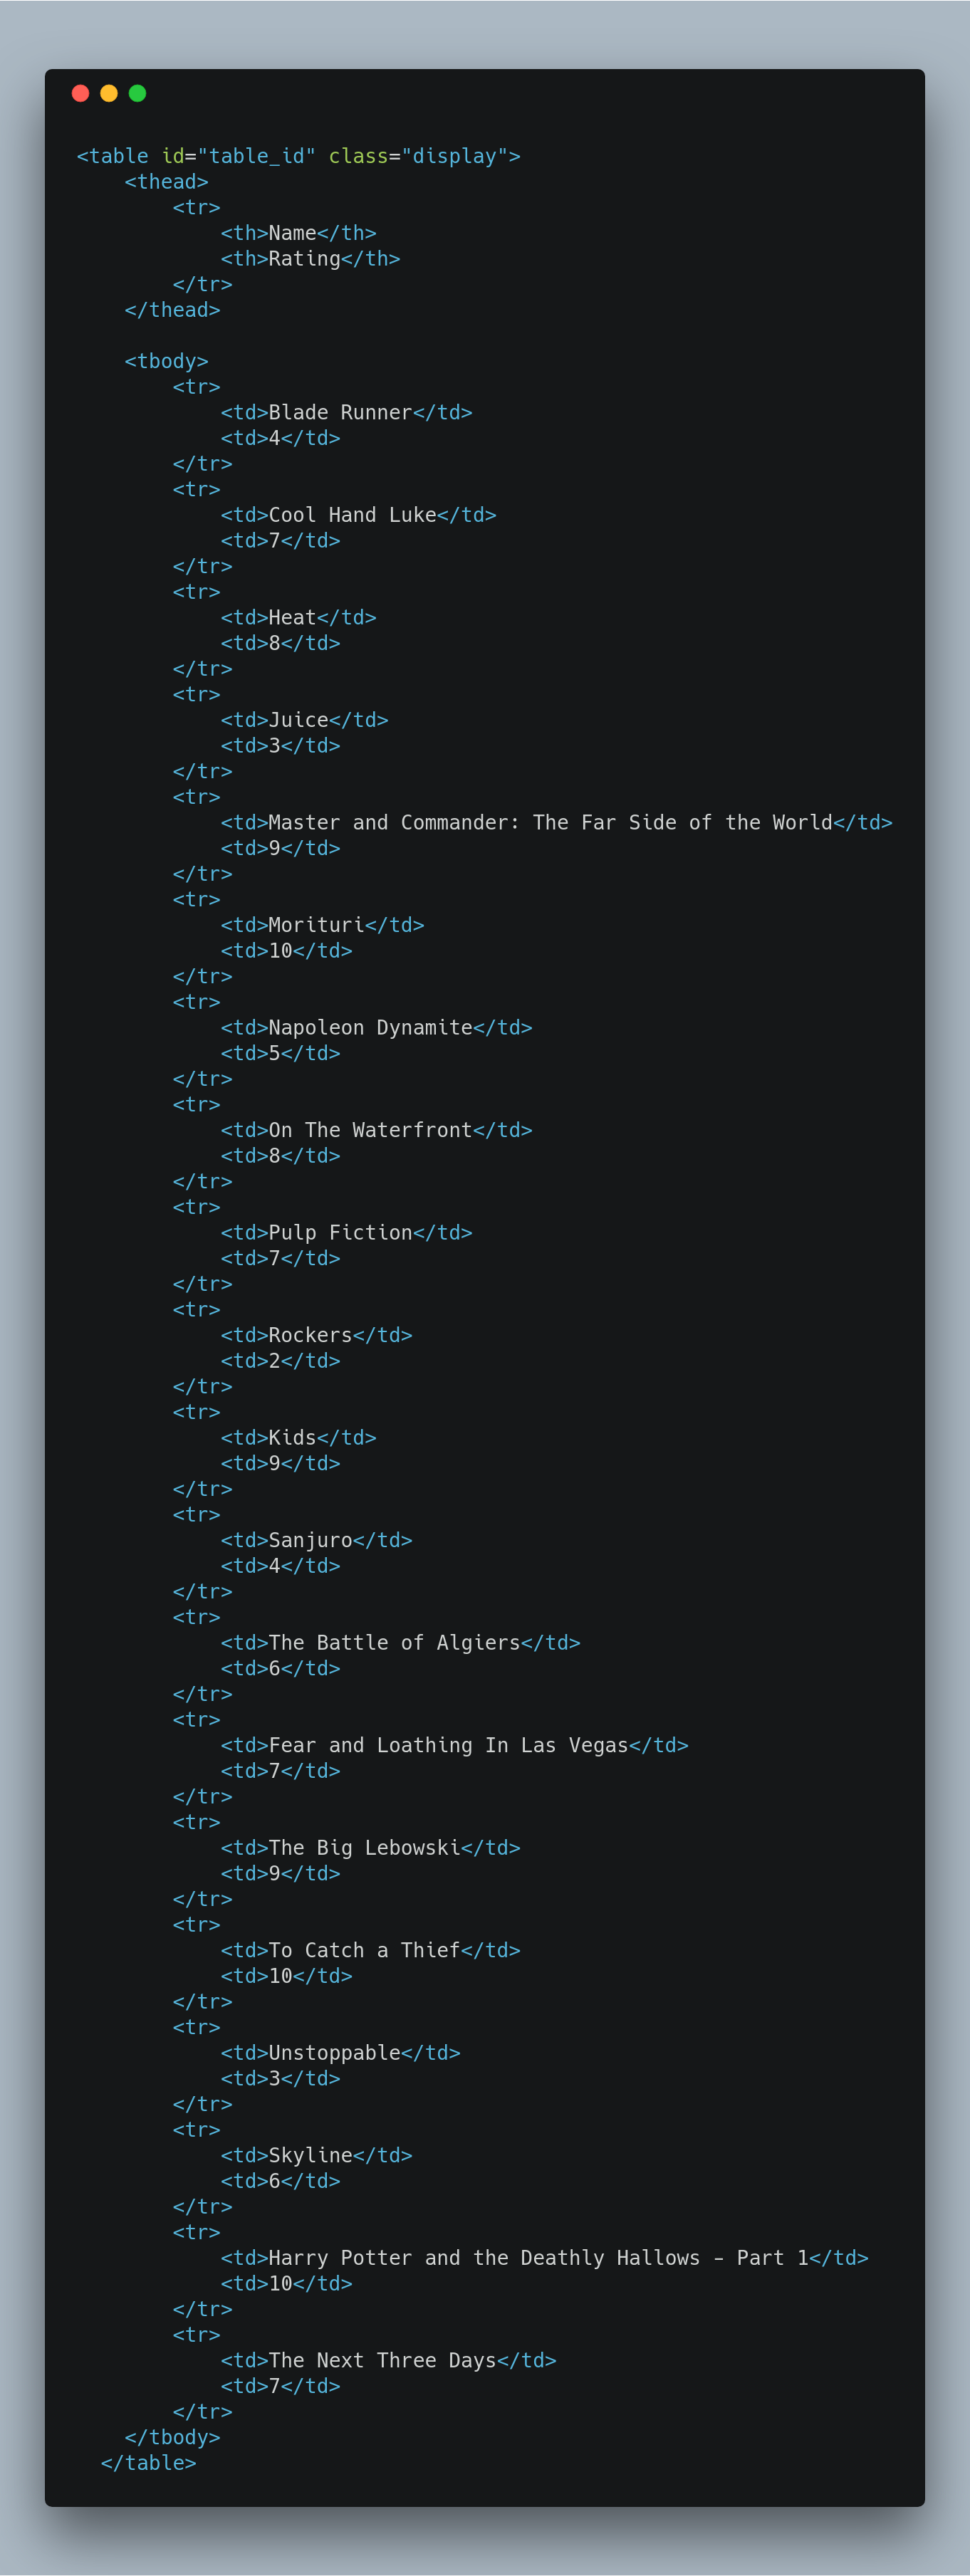 <table id="table_id" class="display">
    <thead>
        <tr>
            <th>Name</th>
            <th>Rating</th>
        </tr>
    </thead>

    <tbody>
        <tr>
            <td>Blade Runner</td>
            <td>4</td>
        </tr>
        <tr>
            <td>Cool Hand Luke</td>
            <td>7</td>
        </tr>
        <tr>
            <td>Heat</td>
            <td>8</td>
        </tr>
        <tr>
            <td>Juice</td>
            <td>3</td>
        </tr>
        <tr>
            <td>Master and Commander: The Far Side of the World</td>
            <td>9</td>
        </tr>
        <tr>
            <td>Morituri</td>
            <td>10</td>
        </tr>
        <tr>
            <td>Napoleon Dynamite</td>
            <td>5</td>
        </tr>
        <tr>
            <td>On The Waterfront</td>
            <td>8</td>
        </tr>
        <tr>
            <td>Pulp Fiction</td>
            <td>7</td>
        </tr>
        <tr>
            <td>Rockers</td>
            <td>2</td>
        </tr>
        <tr>
            <td>Kids</td>
            <td>9</td>
        </tr>
        <tr>
            <td>Sanjuro</td>
            <td>4</td>
        </tr>
        <tr>
            <td>The Battle of Algiers</td>
            <td>6</td>
        </tr>
        <tr>
            <td>Fear and Loathing In Las Vegas</td>
            <td>7</td>
        </tr>
        <tr>
            <td>The Big Lebowski</td>
            <td>9</td>
        </tr>
        <tr>
            <td>To Catch a Thief</td>
            <td>10</td>
        </tr>
        <tr>
            <td>Unstoppable</td>
            <td>3</td>
        </tr>
        <tr>
            <td>Skyline</td>
            <td>6</td>
        </tr>
        <tr>
            <td>Harry Potter and the Deathly Hallows - Part 1</td>
            <td>10</td>
        </tr>
        <tr>
            <td>The Next Three Days</td>
            <td>7</td>
        </tr>
    </tbody>
  </table>